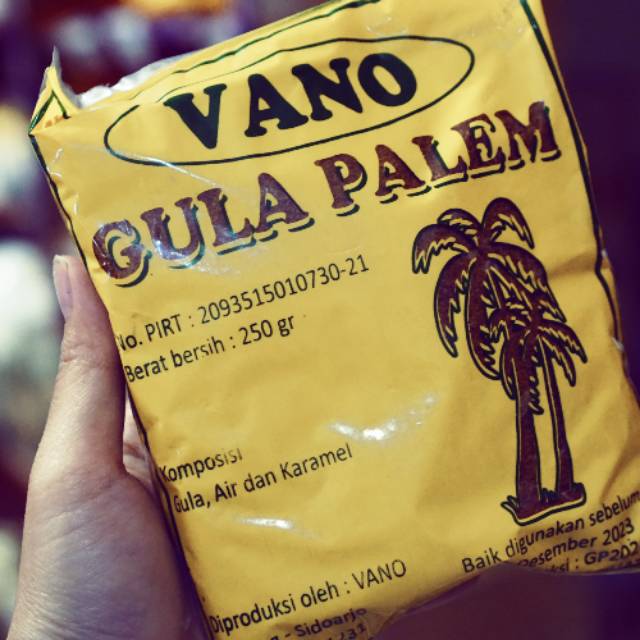 VANO
GULA PALEM
No. PIRT : 2093515010730-21
Berat bersih : 250 gr
Komposisi
Gula, Air dan Karamel
Diproduksi oleh : VANO
- Sidoarjo
Baik digunakan sebelum
Desember 2023